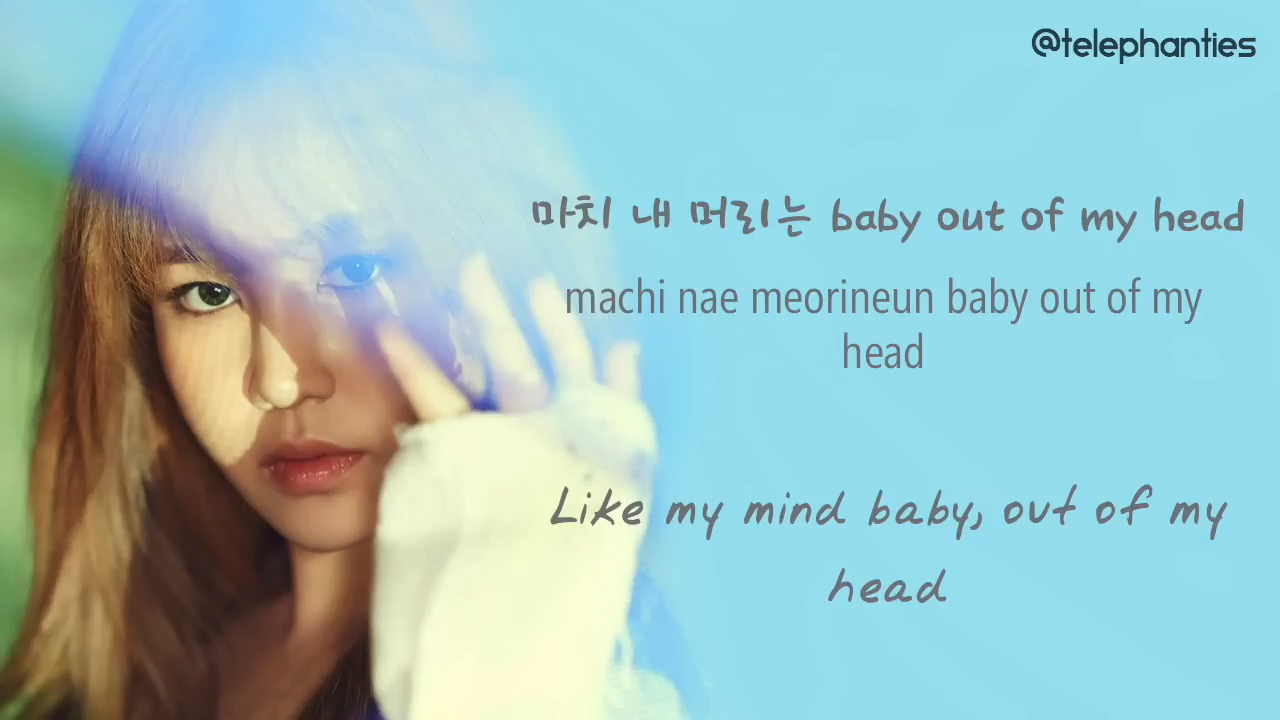 @telephanties
마치 내 머리는 baby out of my head
machi nae meorineun baby out of my
head
Like my mind baby, out of my
head